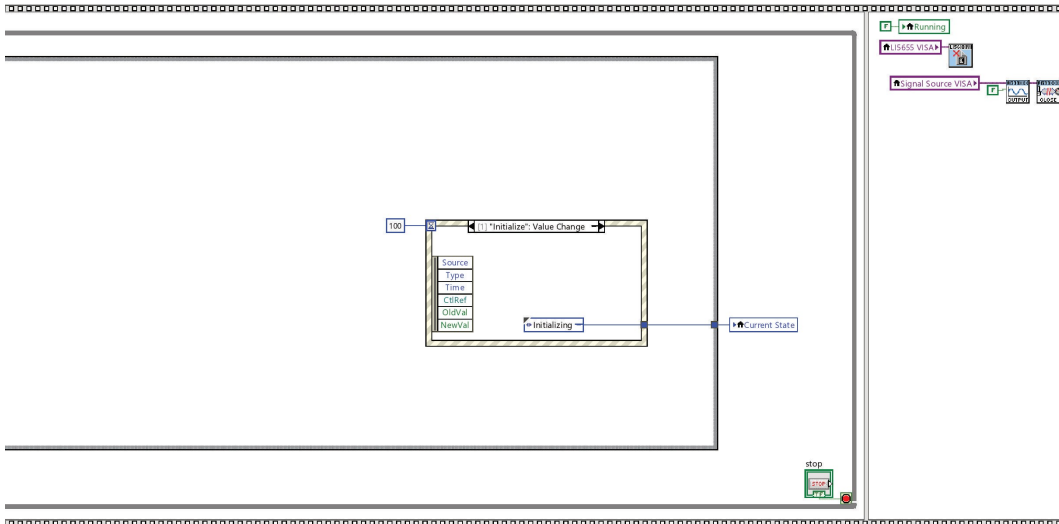 F
Running
LI5655 VISA
Signal Source VISA
F
OUTPUT
CLOSE
100
[1] "Initialize": Value Change
Source
Type
Time
CtlRef
OldVal
NewVal
Initializing
Current State
stop
STOP
TF